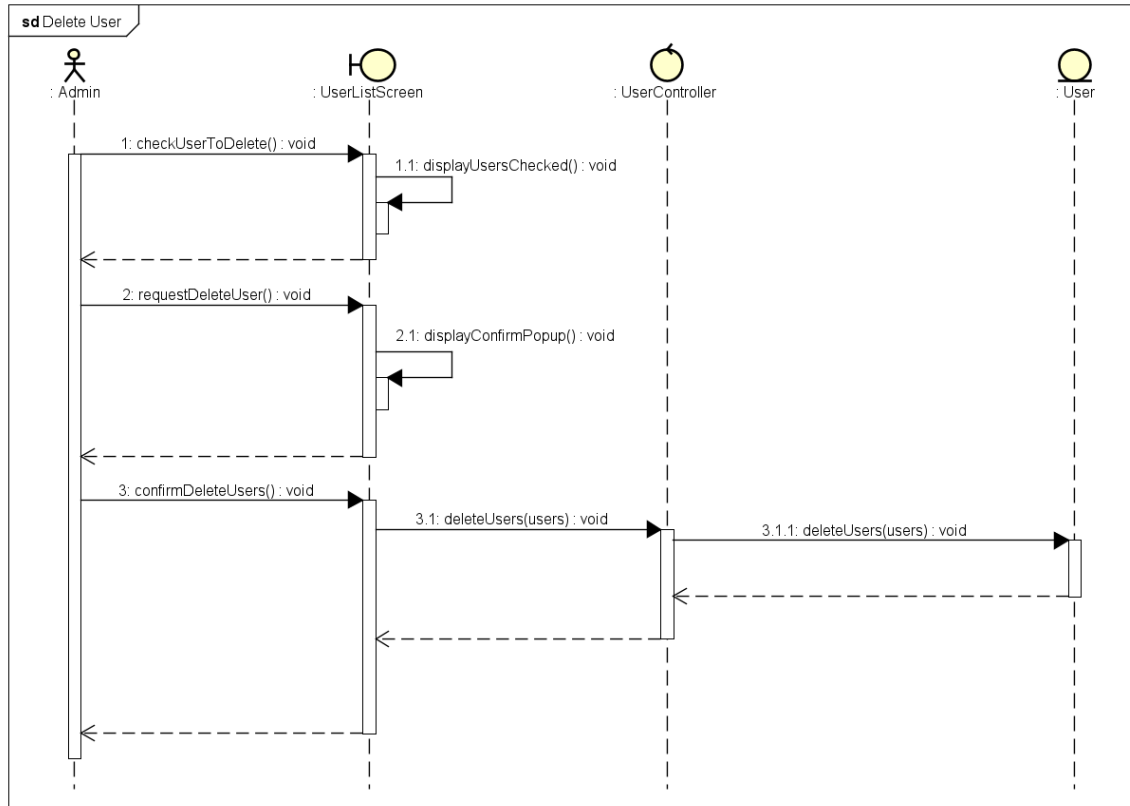 sd Delete User
: Admin
: UserListScreen
: UserController
: User
1: checkUserToDelete() : void
1.1: displayUsersChecked() : void
2: requestDeleteUser() : void
2.1: displayConfirmPopup() : void
3: confirmDeleteUsers() : void
3.1: deleteUsers(users) : void
3.1.1: deleteUsers(users) : void